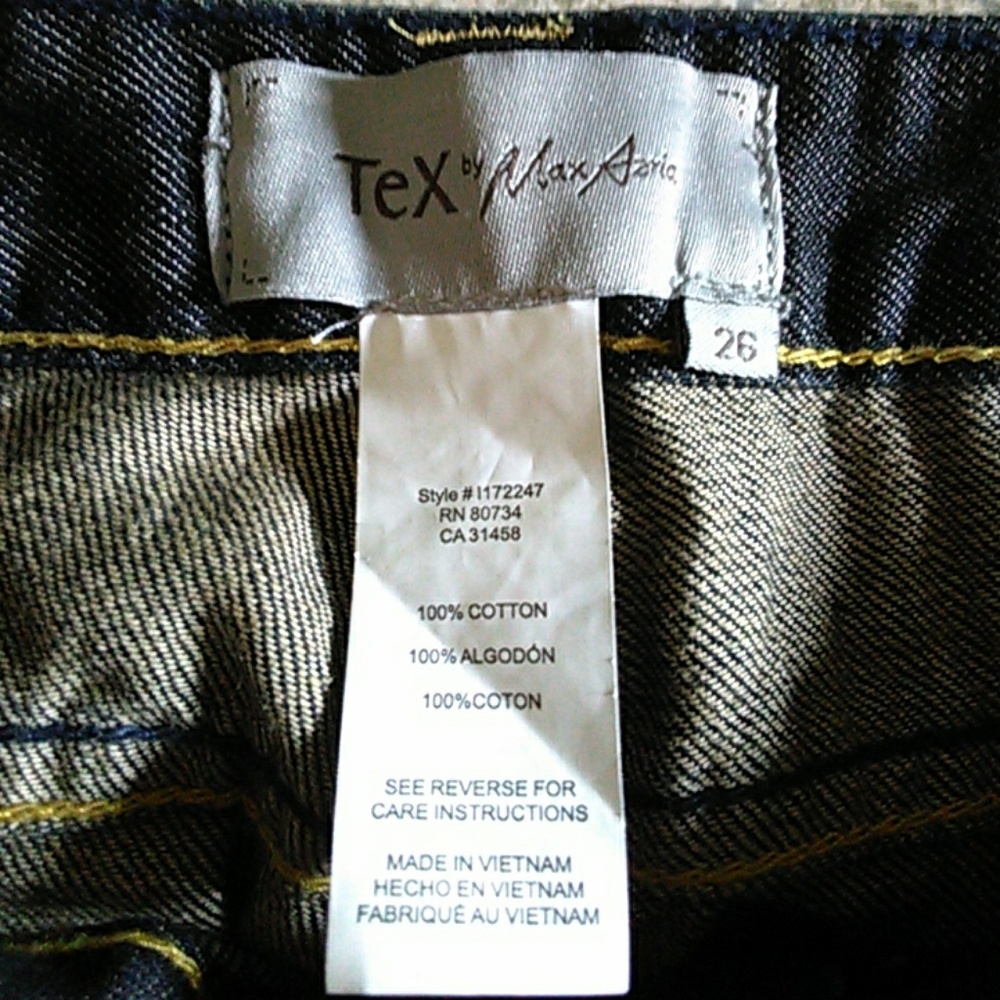 TeX by Max Azria
26
Style # I172247
RN 80734
CA 31458
100% COTTON
100% ALGODÓN
100%COTON
SEE REVERSE FOR
CARE INSTRUCTIONS
MADE IN VIETNAM
HECHO EN VIETNAM
FABRIQUÉ AU VIETNAM